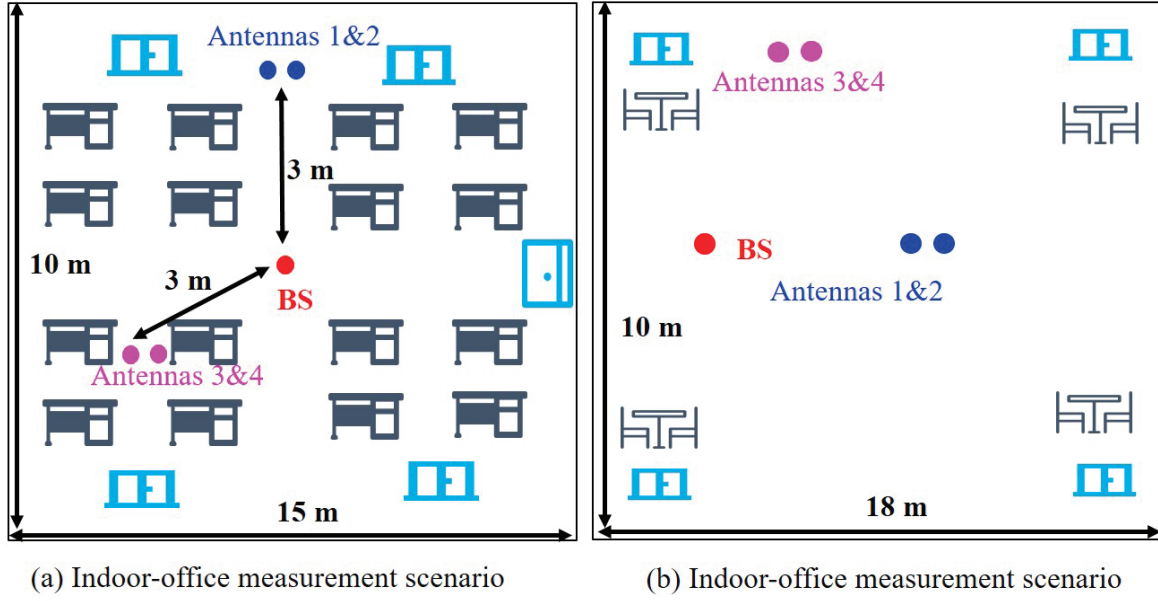 Antennas 1&2
3 m
10 m
3 m
BS
Antennas 3&4
15 m
(a) Indoor-office measurement scenario
Antennas 3&4
BS
Antennas 1&2
10 m
18 m
(b) Indoor-office measurement scenario